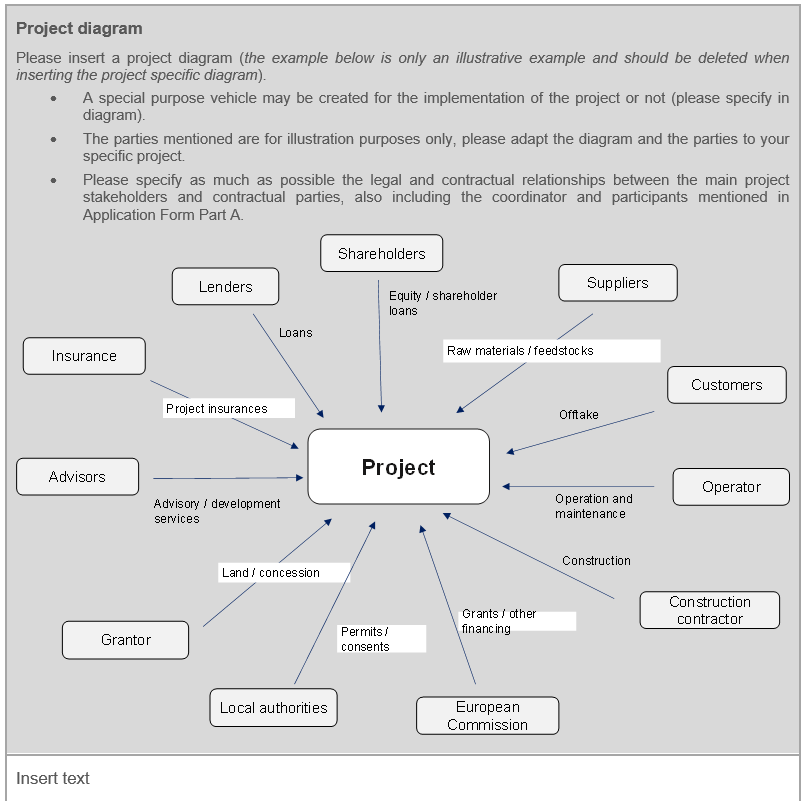 Project diagram
Please insert a project diagram (the example below is only an illustrative example and should be deleted when
inserting the project specific diagram).
• A special purpose vehicle may be created for the implementation of the project or not (please specify in
diagram).
• The parties mentioned are for illustration purposes only, please adapt the diagram and the parties to your
specific project.
• Please specify as much as possible the legal and contractual relationships between the main project
stakeholders and contractual parties, also including the coordinator and participants mentioned in
Application Form Part A.
Shareholders
Lenders
Suppliers
Equity / shareholder
loans
Loans
Raw materials / feedstocks
Insurance
Customers
Project insurances
Offtake
Project
Advisors
Operator
Advisory / development
services
Operation and
maintenance
Land / concession
Construction
Grantor
Permits /
consents
Grants / other
financing
Construction
contractor
Local authorities
European
Commission
Insert text